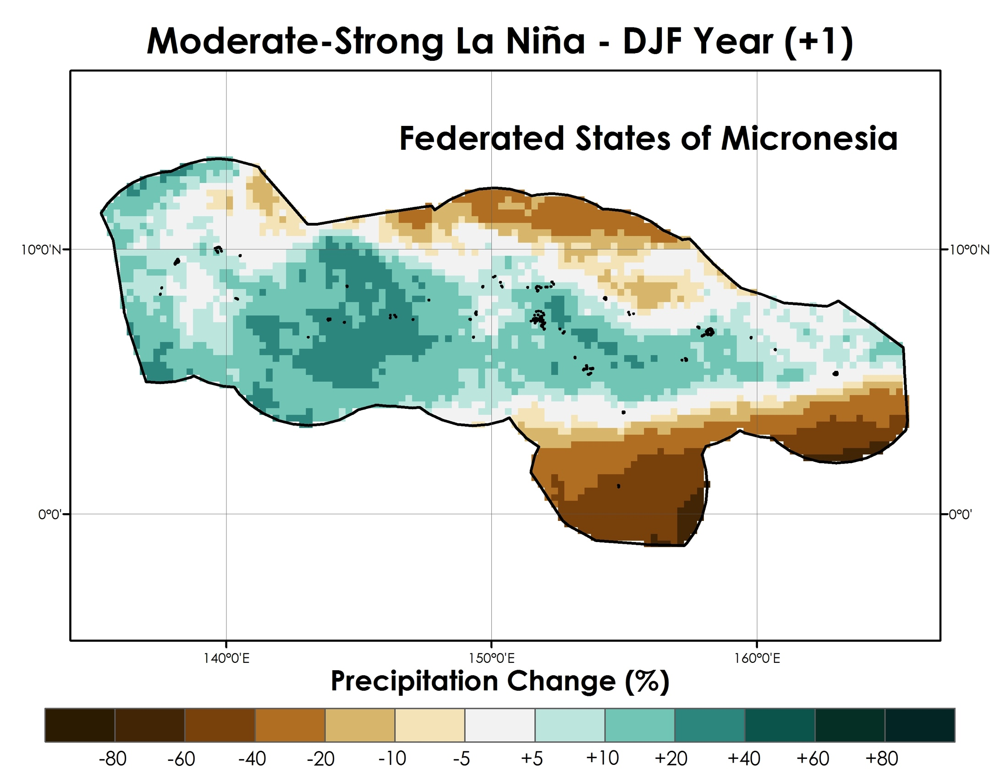 Moderate-Strong La Niña - DJF Year (+1)
Federated States of Micronesia
10°0'N 10°0'N
0°0' 0°0'
140°0'E 150°0'E 160°0'E
Precipitation Change (%)
-80 -60 -40 -20 -10 -5 +5 +10 +20 +40 +60 +80